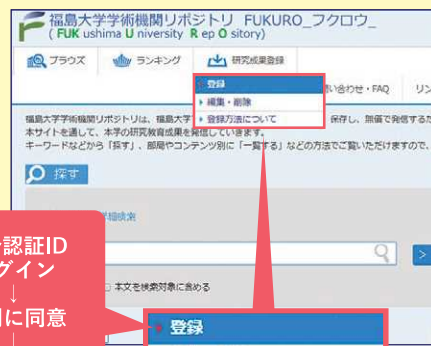 福島大学学術機関リポジトリ FUKURO_フクロウ_
( FUK ushima U niversity R ep O sitory)
ブラウズ ランキング 研究成果登録
登録
編集・削除
登録方法について
い合わせ・FAQ リン
福島大学学術機関リポジトリは、福島大学 保存し、無償で発信するた
本サイトを通して、本学の研究教育成果を発信していきます。
キーワードなどから「探す」、部局やコンテンツ別に「一覧する」などの方法でご覧いただけますので、
探す
詳細検索
認証ID
グイン
↓
に同意
本文を検索対象に含める
登録